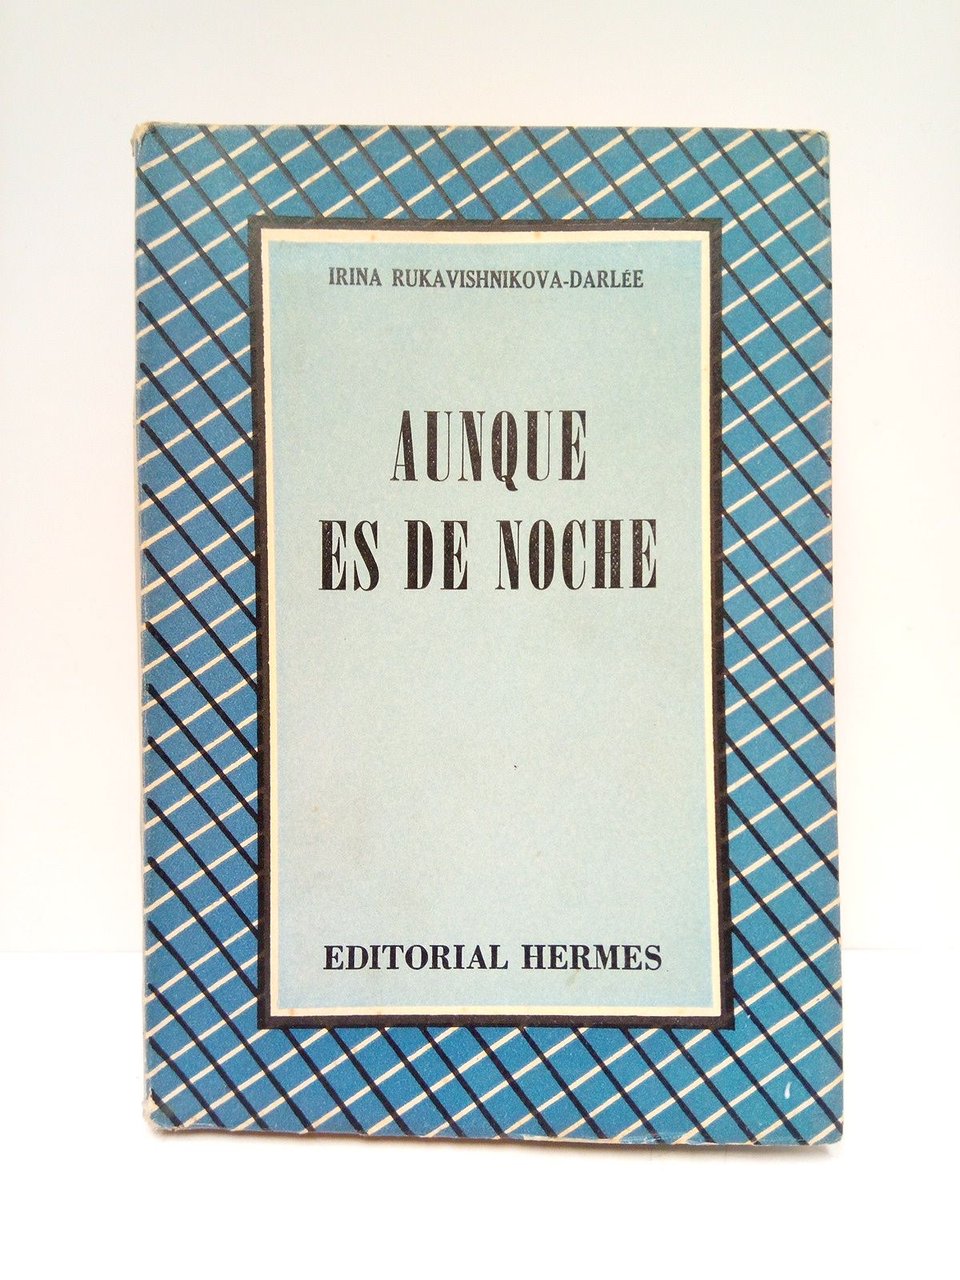 IRINA RUKAVISHNIKOVA-DARLÉE
AUNQUE
ES DE NOCHE
EDITORIAL HERMES